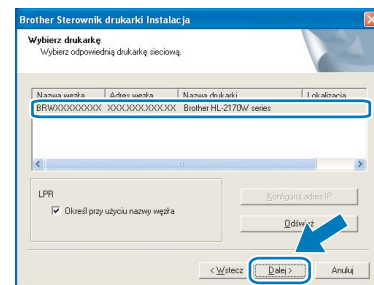 Brother Sterownik drukarki Instalacja
Wybierz drukarkę
Wybierz odpowiednią drukarkę sieciową.
Nazwa węzła Adres węzła Nazwa drukarki Lokalizacja
BRWXXXXXXXX XXX.XXX.XXX.XX Brother HL-2170W series
LPR
Określ przy użyciu nazwy węzła
Konfiguruj adres IP
Odśwież
< Wstecz Dalej > Anuluj